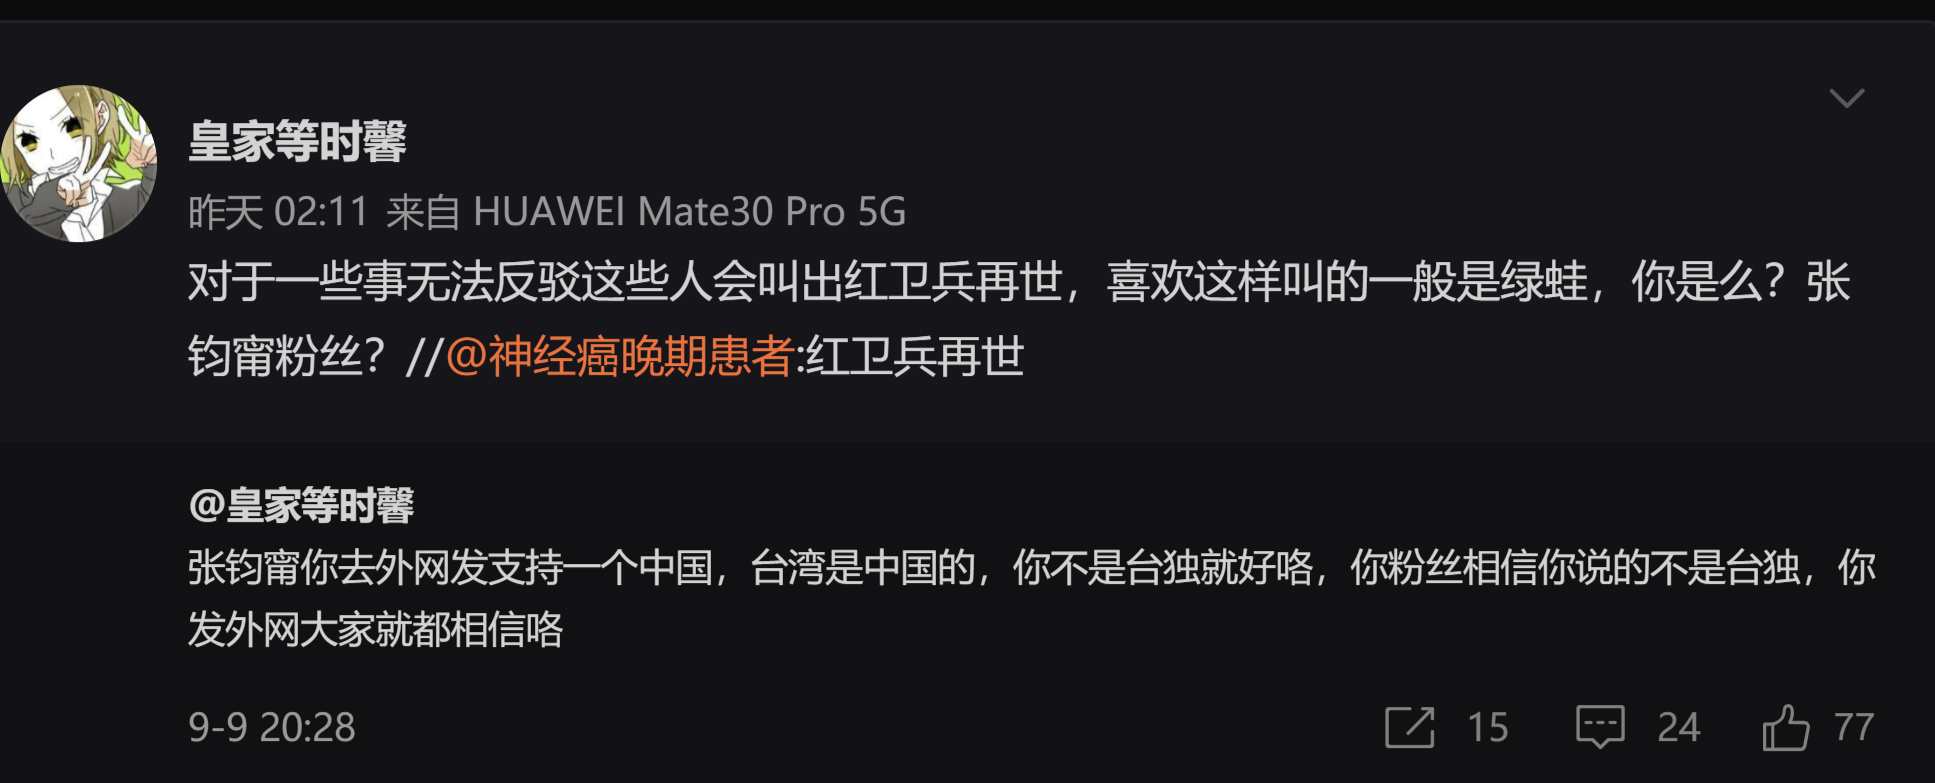 皇家等时馨
昨天 02:11 来自 HUAWEI Mate30 Pro 5G
对于一些事无法反驳这些人会叫出红卫兵再世，喜欢这样叫的一般是绿蛙，你是么？张
钧甯粉丝？//@神经癌晚期患者:红卫兵再世
@皇家等时馨
张钧甯你去外网发支持一个中国，台湾是中国的，你不是台独就好咯，你粉丝相信你说的不是台独，你
发外网大家就都相信咯
9-9 20:28 15 24 77